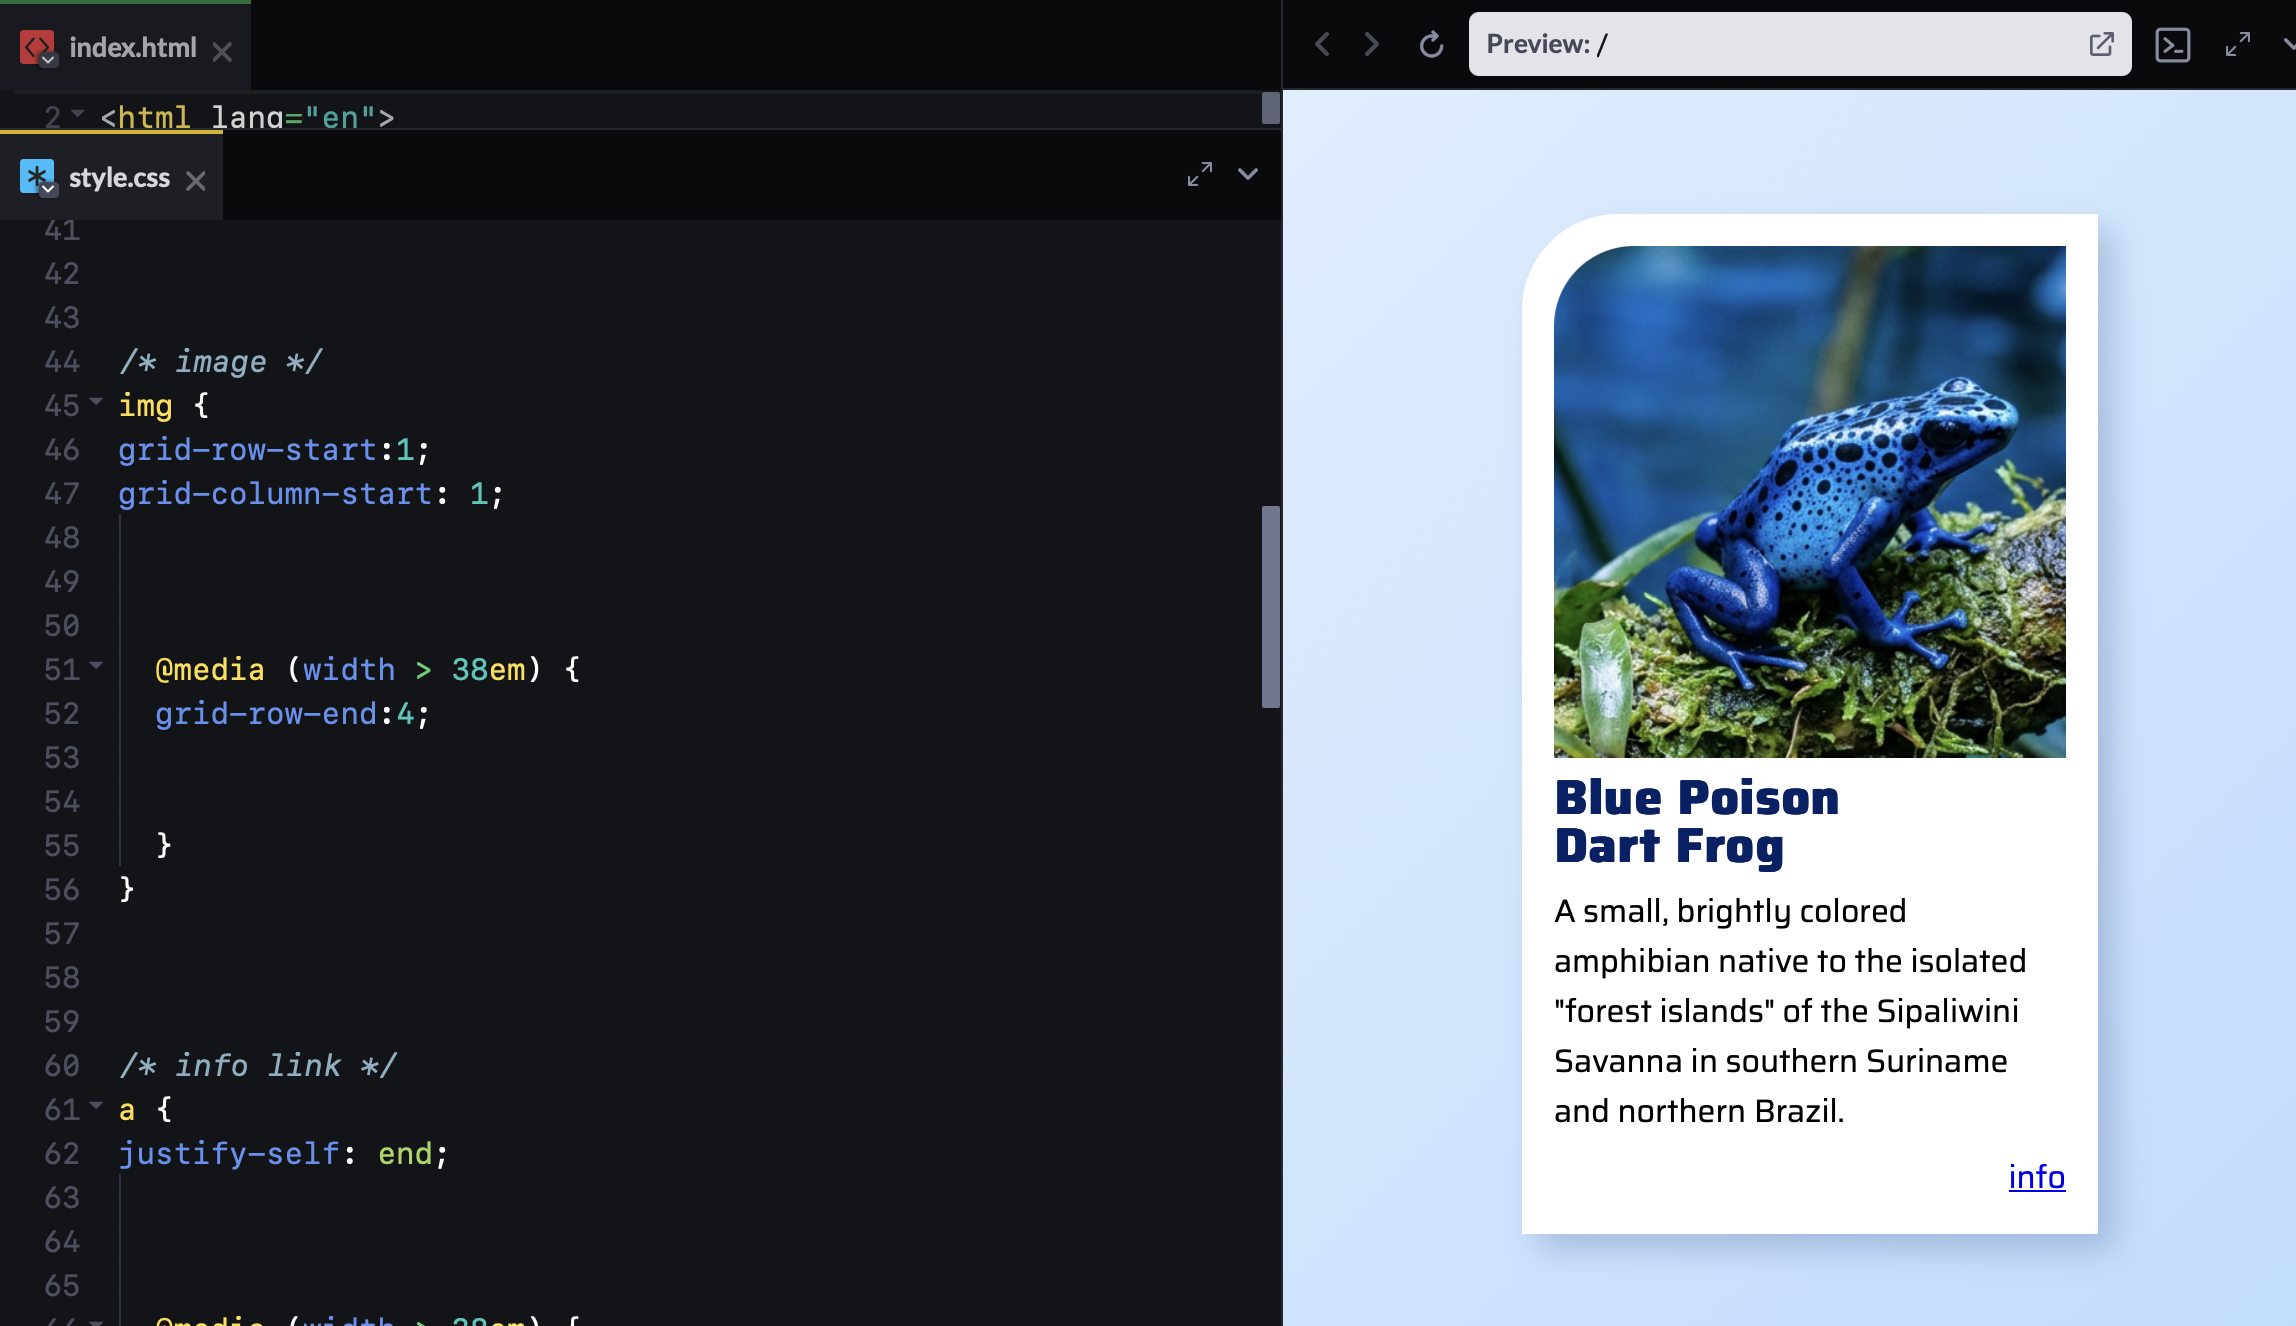 index.html
2 <html lang="en">
style.css
41
42
43
44 /* image */
45 img {
46 grid-row-start:1;
47 grid-column-start: 1;
48
49
50
51 @media (width > 38em) {
52 grid-row-end:4;
53
54
55 }
56 }
57
58
59
60 /* info link */
61 a {
62 justify-self: end;
63
64
65
66 @media (width > 38em) {
Preview: /
Blue Poison
Dart Frog
A small, brightly colored
amphibian native to the isolated
"forest islands" of the Sipaliwini
Savanna in southern Suriname
and northern Brazil.
info